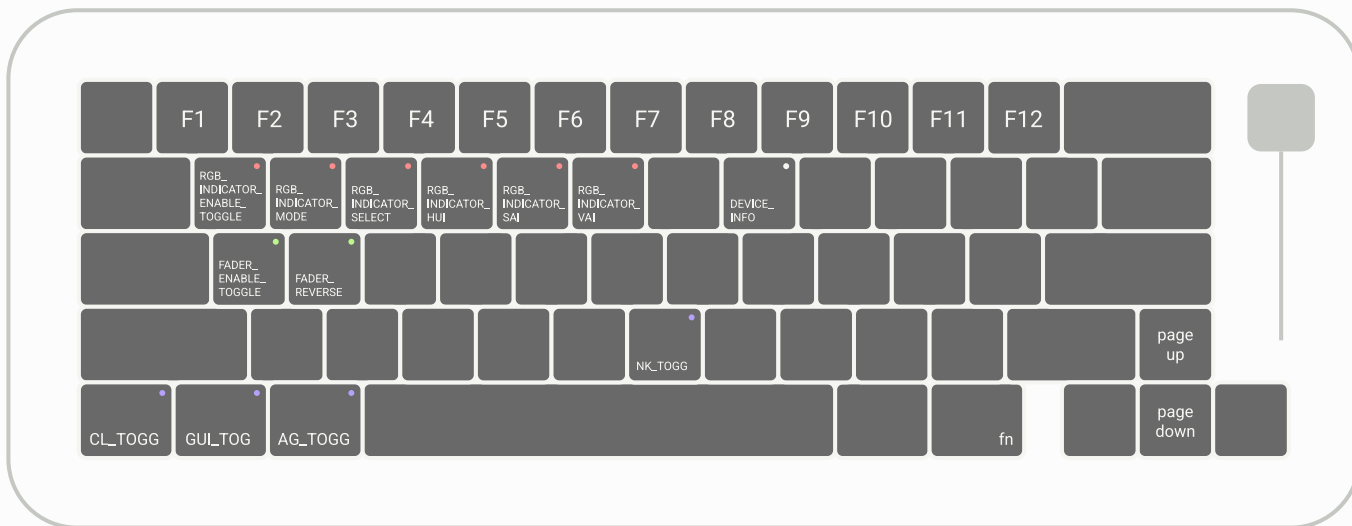 F1
F2
F3
F4
F5
F6
F7
F8
F9
F10
F11
F12
RGB_
INDICATOR_
ENABLE_
TOGGLE
RGB_
INDICATOR_
MODE
RGB_
INDICATOR_
SELECT
RGB_
INDICATOR_
HUI
RGB_
INDICATOR_
SAI
RGB_
INDICATOR_
VAI
DEVICE_
INFO
FADER_
ENABLE_
TOGGLE
FADER_
REVERSE
NK_TOGG
page
up
CL_TOGG
GUI_TOG
AG_TOGG
fn
page
down